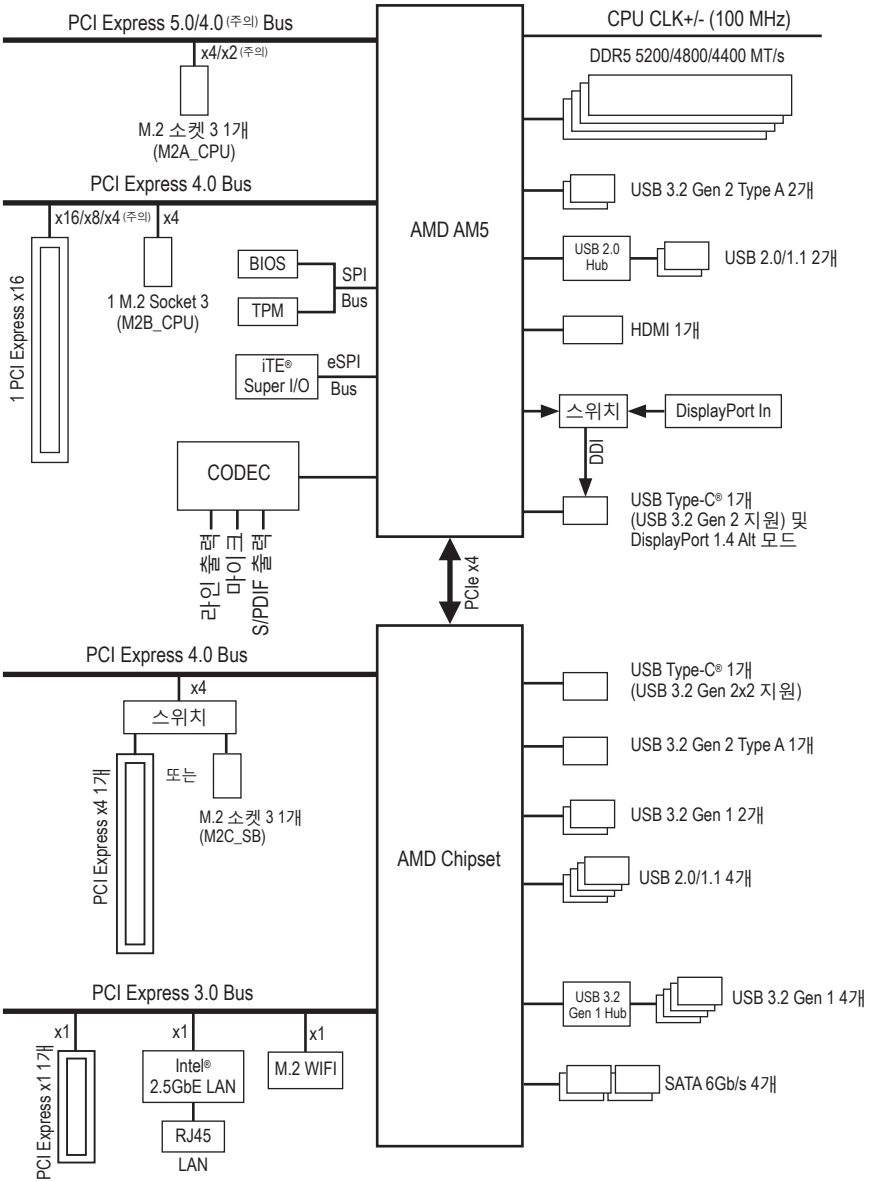 PCI Express 5.0/4.0 (주의) Bus
x4/x2 (주의)
M.2 소켓 3 1개
(M2A_CPU)
PCI Express 4.0 Bus
x16/x8/x4 (주의)
x4
1 PCI Express x16
1 M.2 Socket 3
(M2B_CPU)
BIOS
TPM
SPI
Bus
iTE®
Super I/O
eSPI
Bus
CODEC
라인 출력
마이크
S/PDIF 출력
AMD AM5
CPU CLK+/- (100 MHz)
DDR5 5200/4800/4400 MT/s
USB 3.2 Gen 2 Type A 2개
USB 2.0
Hub
USB 2.0/1.1 2개
HDMI 1개
스위치
DisplayPort In
DDI
USB Type-C® 1개
(USB 3.2 Gen 2 지원) 및
DisplayPort 1.4 Alt 모드
PCIe x4
PCI Express 4.0 Bus
x4
스위치
PCI Express x4 1개
또는
M.2 소켓 3 1개
(M2C_SB)
PCI Express 3.0 Bus
x1
x1
x1
PCI Express x1 1개
Intel®
2.5GbE LAN
RJ45
LAN
M.2 WIFI
AMD Chipset
USB Type-C® 1개
(USB 3.2 Gen 2x2 지원)
USB 3.2 Gen 2 Type A 1개
USB 3.2 Gen 1 2개
USB 2.0/1.1 4개
USB 3.2
Gen 1 Hub
USB 3.2 Gen 1 4개
SATA 6Gb/s 4개